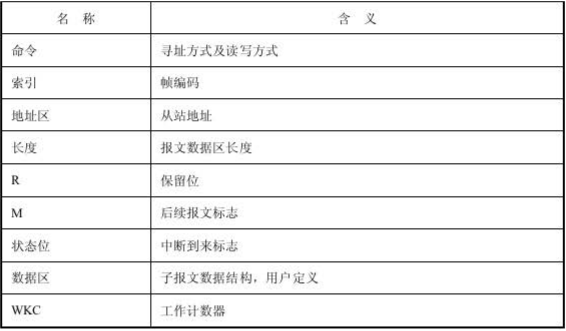 名 称 含 义
命令 寻址方式及读写方式
索引 帧编码
地址区 从站地址
长度 报文数据区长度
R 保留位
M 后续报文标志
状态位 中断到来标志
数据区 子报文数据结构，用户定义
WKC 工作计数器